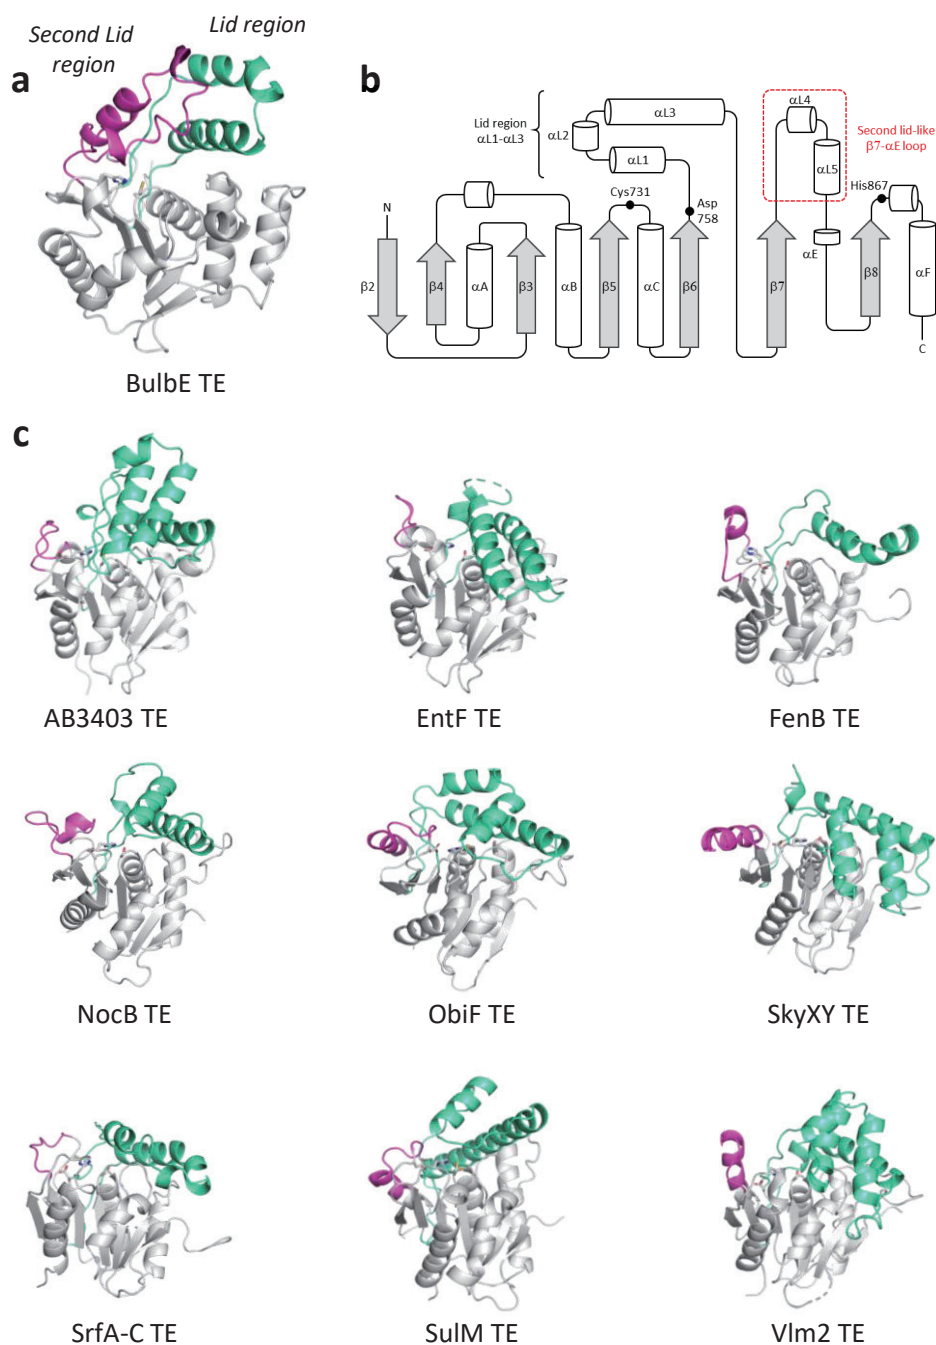 a
Second Lid
region
Lid region
BulbE TE
b
Lid region
αL1-αL3
αL2
αL3
αL1
αL4
αL5
Second lid-like
β7-αE loop
Cys731
Asp
758
His867
N
β2
β4
αA
β3
αB
β5
αC
β6
β7
αE
β8
αF
C
c
AB3403 TE
EntF TE
FenB TE
NocB TE
ObiF TE
SkyXY TE
SrfA-C TE
SulM TE
Vlm2 TE